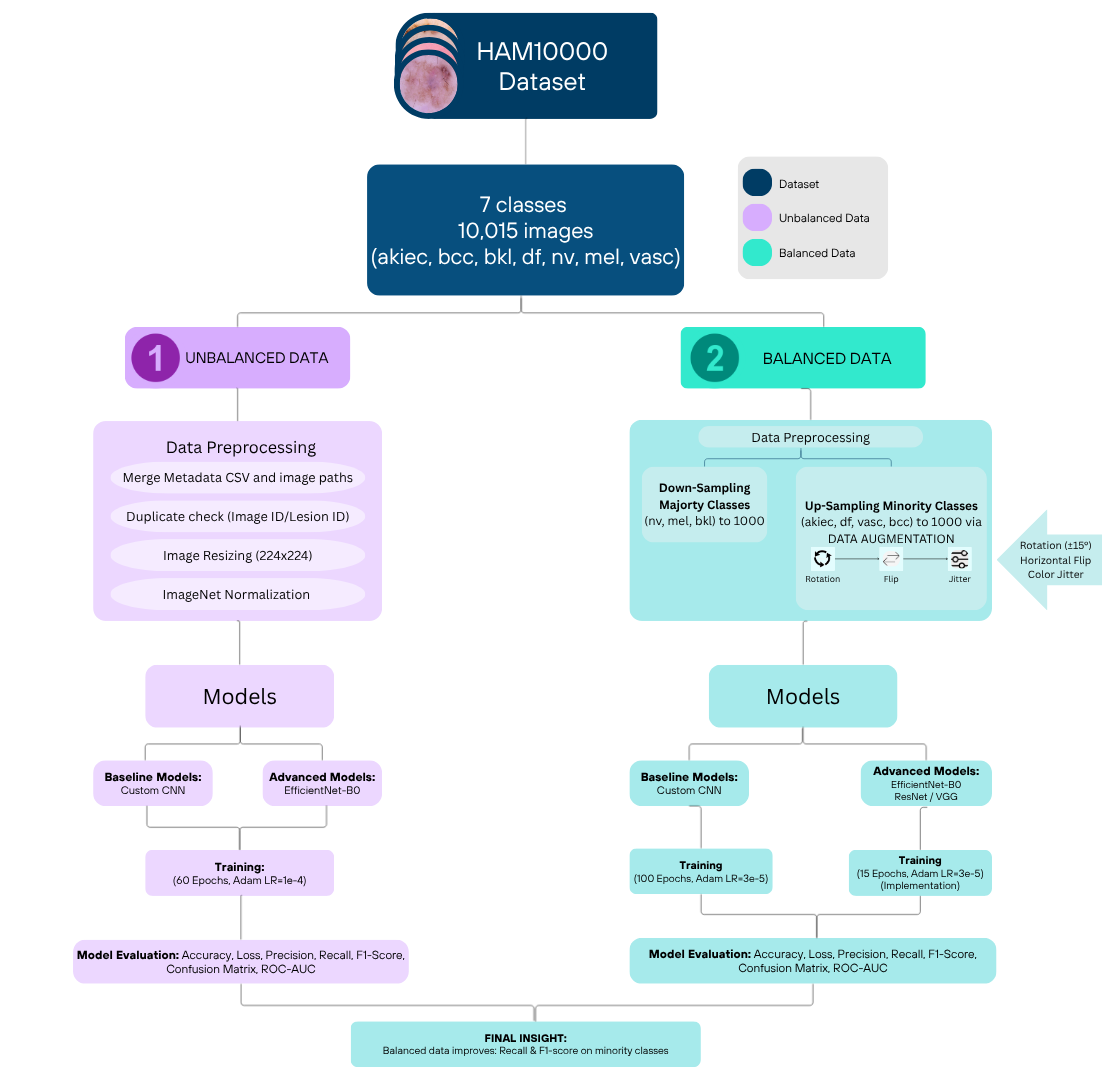 HAM10000
Dataset
7 classes
10,015 images
(akiec, bcc, bkl, df, nv, mel, vasc)
Dataset
Unbalanced Data
Balanced Data
1 UNBALANCED DATA
2 BALANCED DATA
Data Preprocessing
Merge Metadata CSV and image paths
Duplicate check (Image ID/Lesion ID)
Image Resizing (224x224)
ImageNet Normalization
Data Preprocessing
Down-Sampling
Majorty Classes
(nv, mel, bkl) to 1000
Up-Sampling Minority Classes
(akiec, df, vasc, bcc) to 1000 via
DATA AUGMENTATION
Rotation
Flip
Jitter
Rotation (±15°)
Horizontal Flip
Color Jitter
Models
Baseline Models:
Custom CNN
Advanced Models:
EfficientNet-B0
Training:
(60 Epochs, Adam LR=1e-4)
Model Evaluation: Accuracy, Loss, Precision, Recall, F1-Score,
Confusion Matrix, ROC-AUC
Models
Baseline Models:
Custom CNN
Advanced Models:
EfficientNet-B0
ResNet / VGG
Training
(100 Epochs, Adam LR=3e-5)
Training
(15 Epochs, Adam LR=3e-5)
(Implementation)
Model Evaluation: Accuracy, Loss, Precision, Recall, F1-Score,
Confusion Matrix, ROC-AUC
FINAL INSIGHT:
Balanced data improves: Recall & F1-score on minority classes